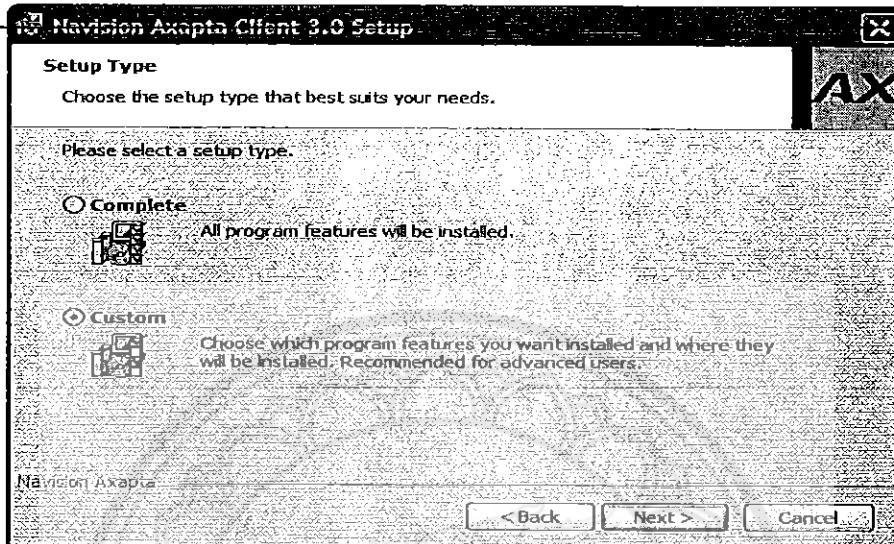 Navision Axapta Client 3.0 Setup
Setup Type
Choose the setup type that best suits your needs.
AX
Please select a setup type.
Complete
All program features will be installed.
Custom
Choose which program features you want installed and where they
will be installed. Recommended for advanced users.
Navision Axapta
< Back Next > Cancel